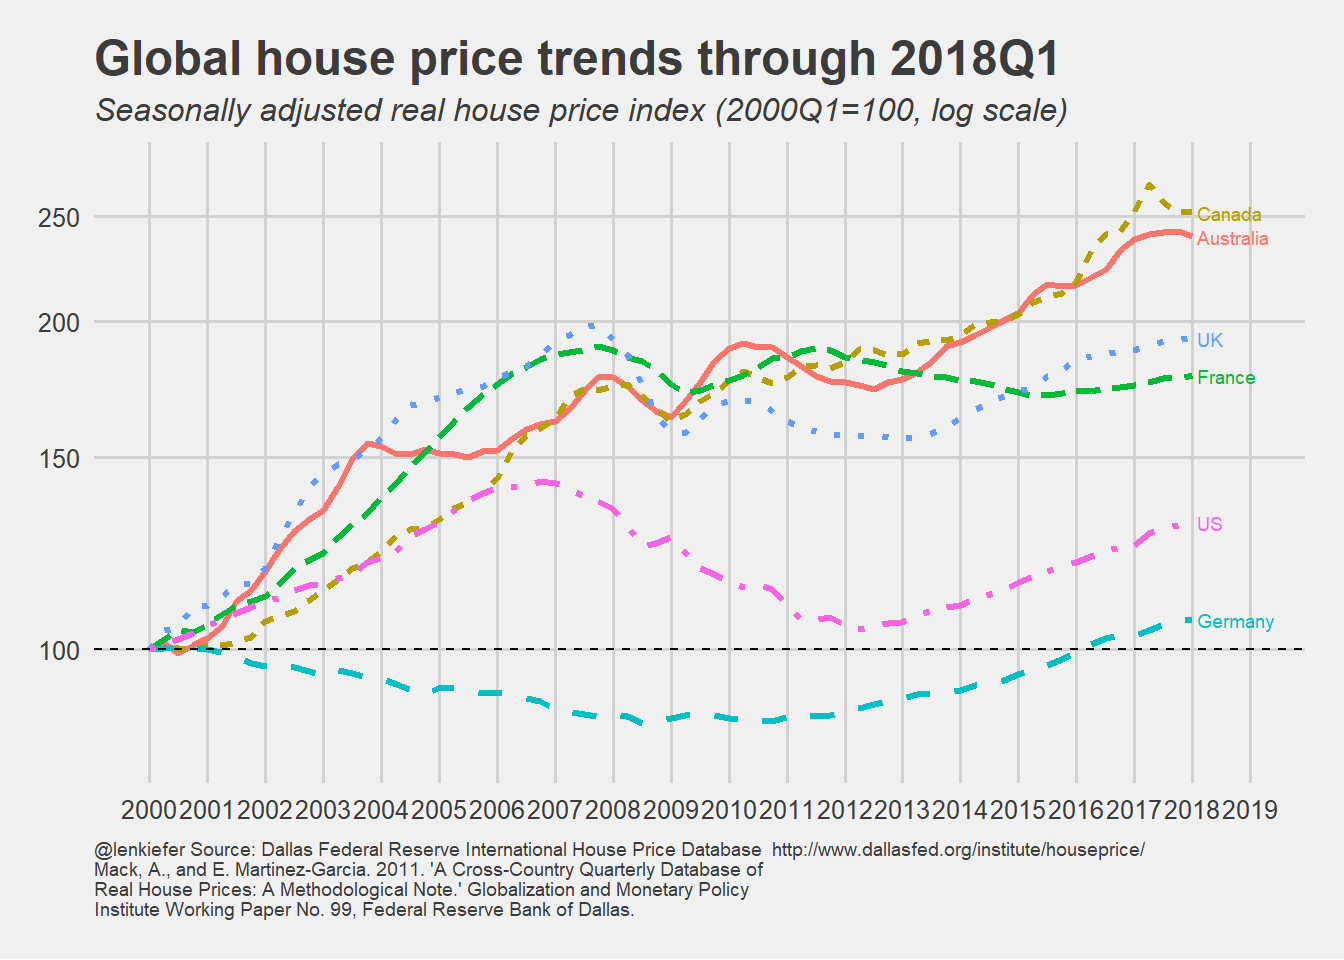 Global house price trends through 2018Q1
Seasonally adjusted real house price index (2000Q1=100, log scale)
250
200
150
100
Canada
Australia
UK
France
US
Germany
2000 2001 2002 2003 2004 2005 2006 2007 2008 2009 2010 2011 2012 2013 2014 2015 2016 2017 2018 2019
@lenkiefer Source: Dallas Federal Reserve International House Price Database  http://www.dallasfed.org/institute/houseprice/
Mack, A., and E. Martinez-Garcia. 2011. 'A Cross-Country Quarterly Database of
Real House Prices: A Methodological Note.' Globalization and Monetary Policy
Institute Working Paper No. 99, Federal Reserve Bank of Dallas.